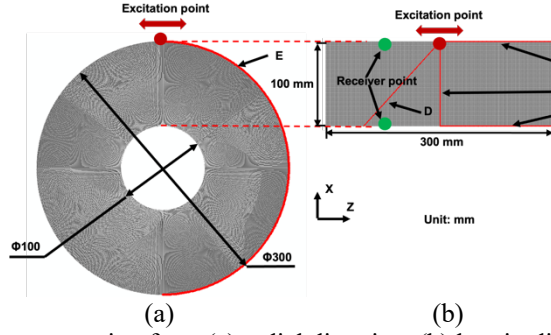 Excitation point
E
Φ100
Φ300
(a)
Excitation point
100 mm
Receiver point
D
300 mm
X
Z
Unit: mm
(b)